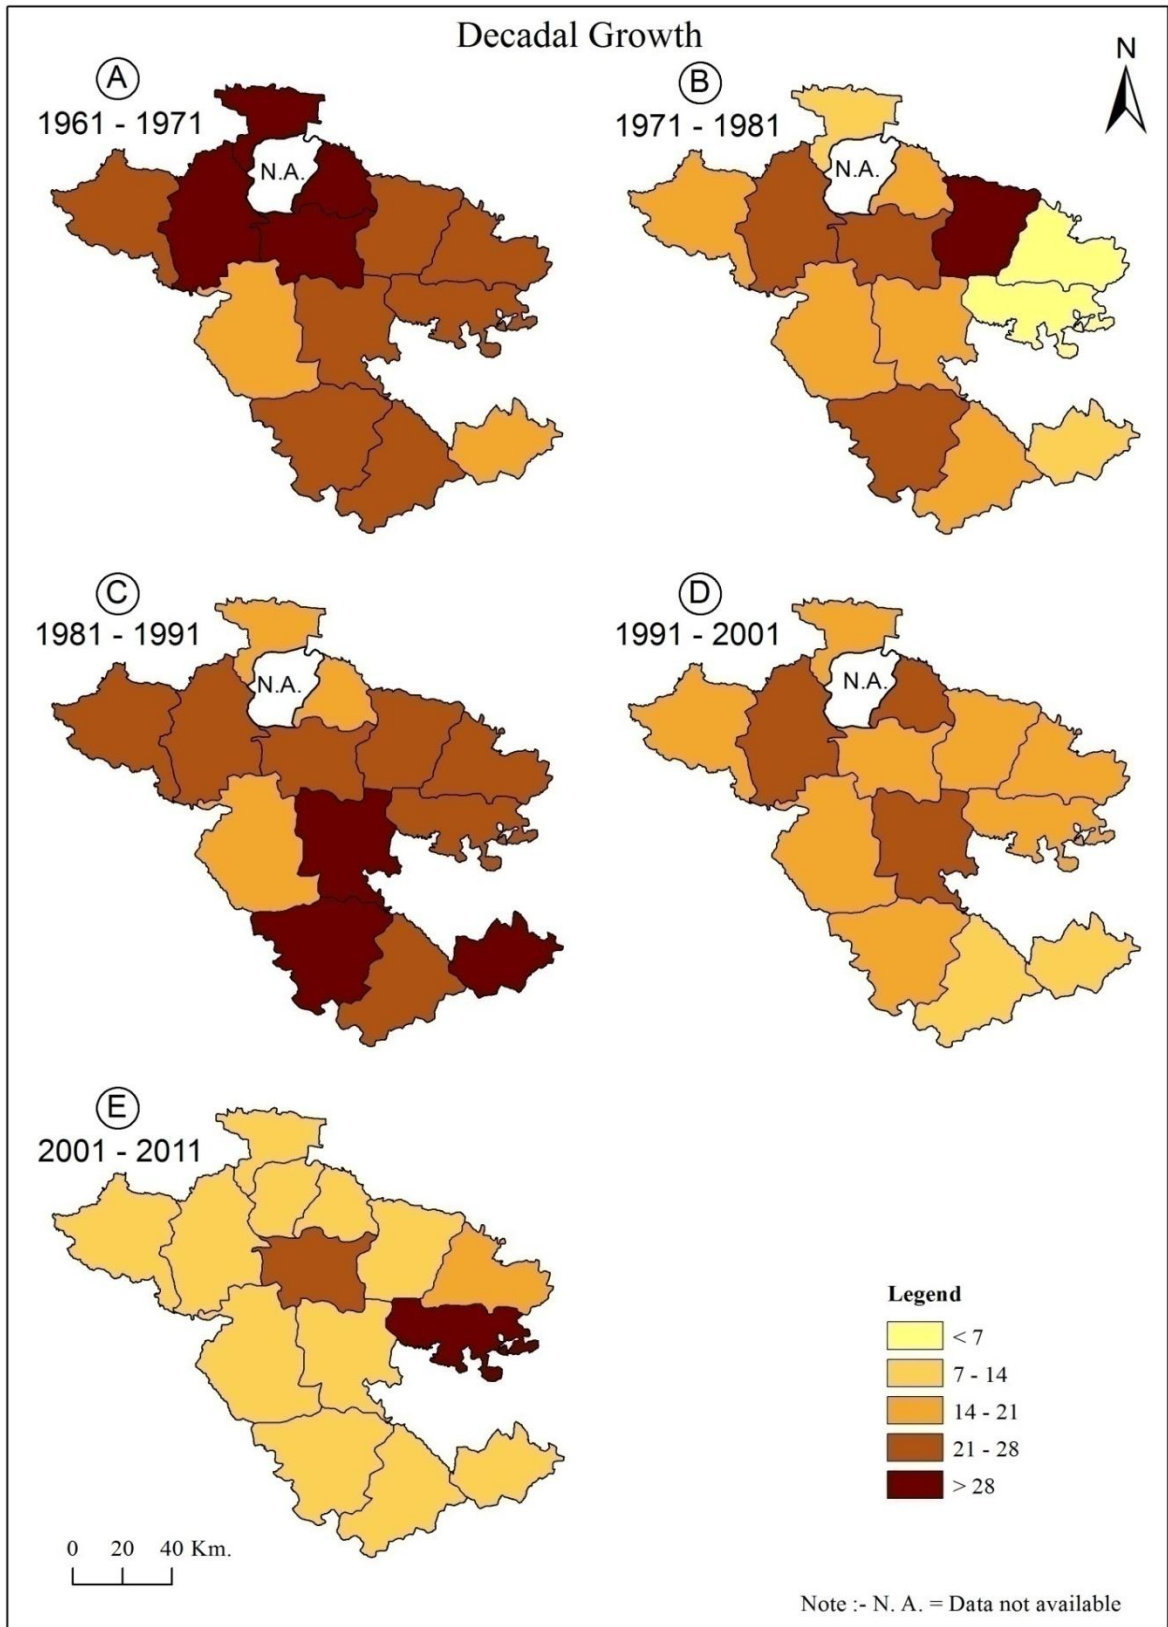 Decadal Growth
N
A
1961 - 1971
N.A.
B
1971 - 1981
N.A.
C
1981 - 1991
N.A.
D
1991 - 2001
N.A.
E
2001 - 2011
Legend
< 7
7 - 14
14 - 21
21 - 28
> 28
0 20 40 Km.
Note :- N. A. = Data not available